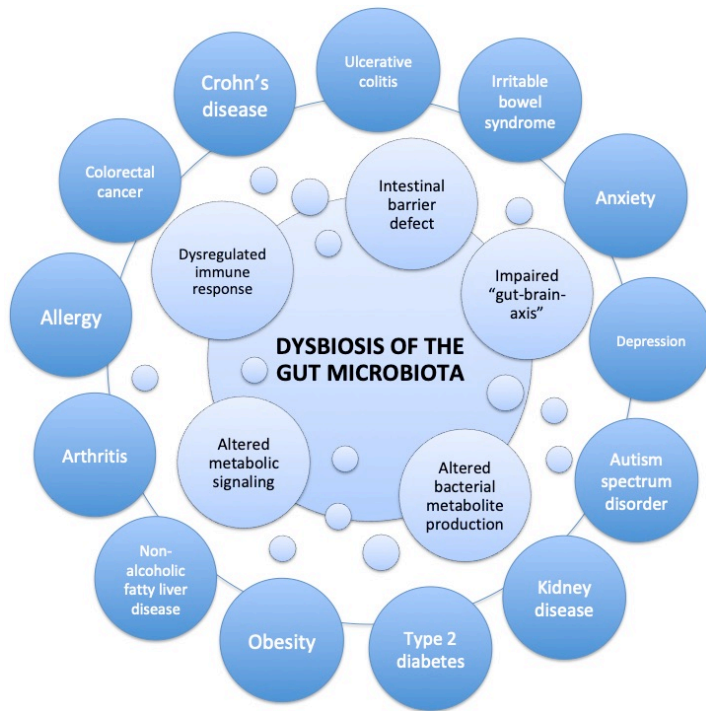 Ulcerative
colitis
Irritable
bowel
syndrome
Anxiety
Depression
Autism
spectrum
disorder
Kidney
disease
Type 2
diabetes
Obesity
Non-
alcoholic
fatty liver
disease
Arthritis
Allergy
Colorectal
cancer
Crohn’s
disease
Intestinal
barrier
defect
Impaired
“gut-brain-
axis”
Altered
bacterial
metabolite
production
Altered
metabolic
signaling
Dysregulated
immune
response
DYSBIOSIS OF THE
GUT MICROBIOTA